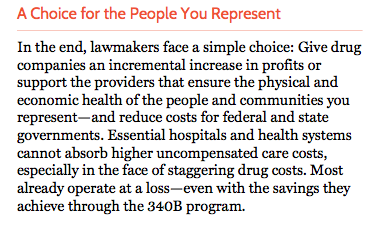 A Choice for the People You Represent
In the end, lawmakers face a simple choice: Give drug
companies an incremental increase in profits or
support the providers that ensure the physical and
economic health of the people and communities you
represent—and reduce costs for federal and state
governments. Essential hospitals and health systems
cannot absorb higher uncompensated care costs,
especially in the face of staggering drug costs. Most
already operate at a loss—even with the savings they
achieve through the 340B program.